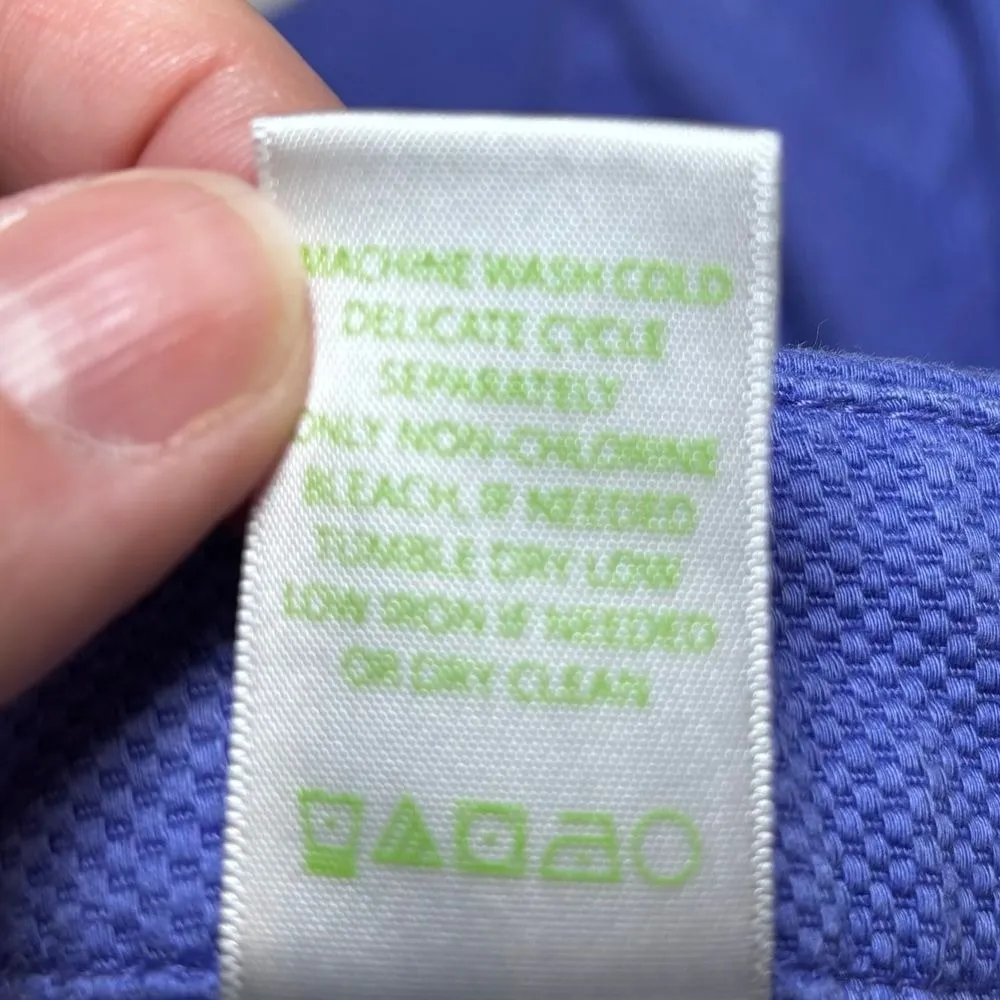 MACHINE WASH COLD
DELICATE CYCLE
SEPARATELY
ONLY NON-CHLORINE
BLEACH, IF NEEDED
TUMBLE DRY LOW
LOW IRON IF NEEDED
OR DRY CLEAN